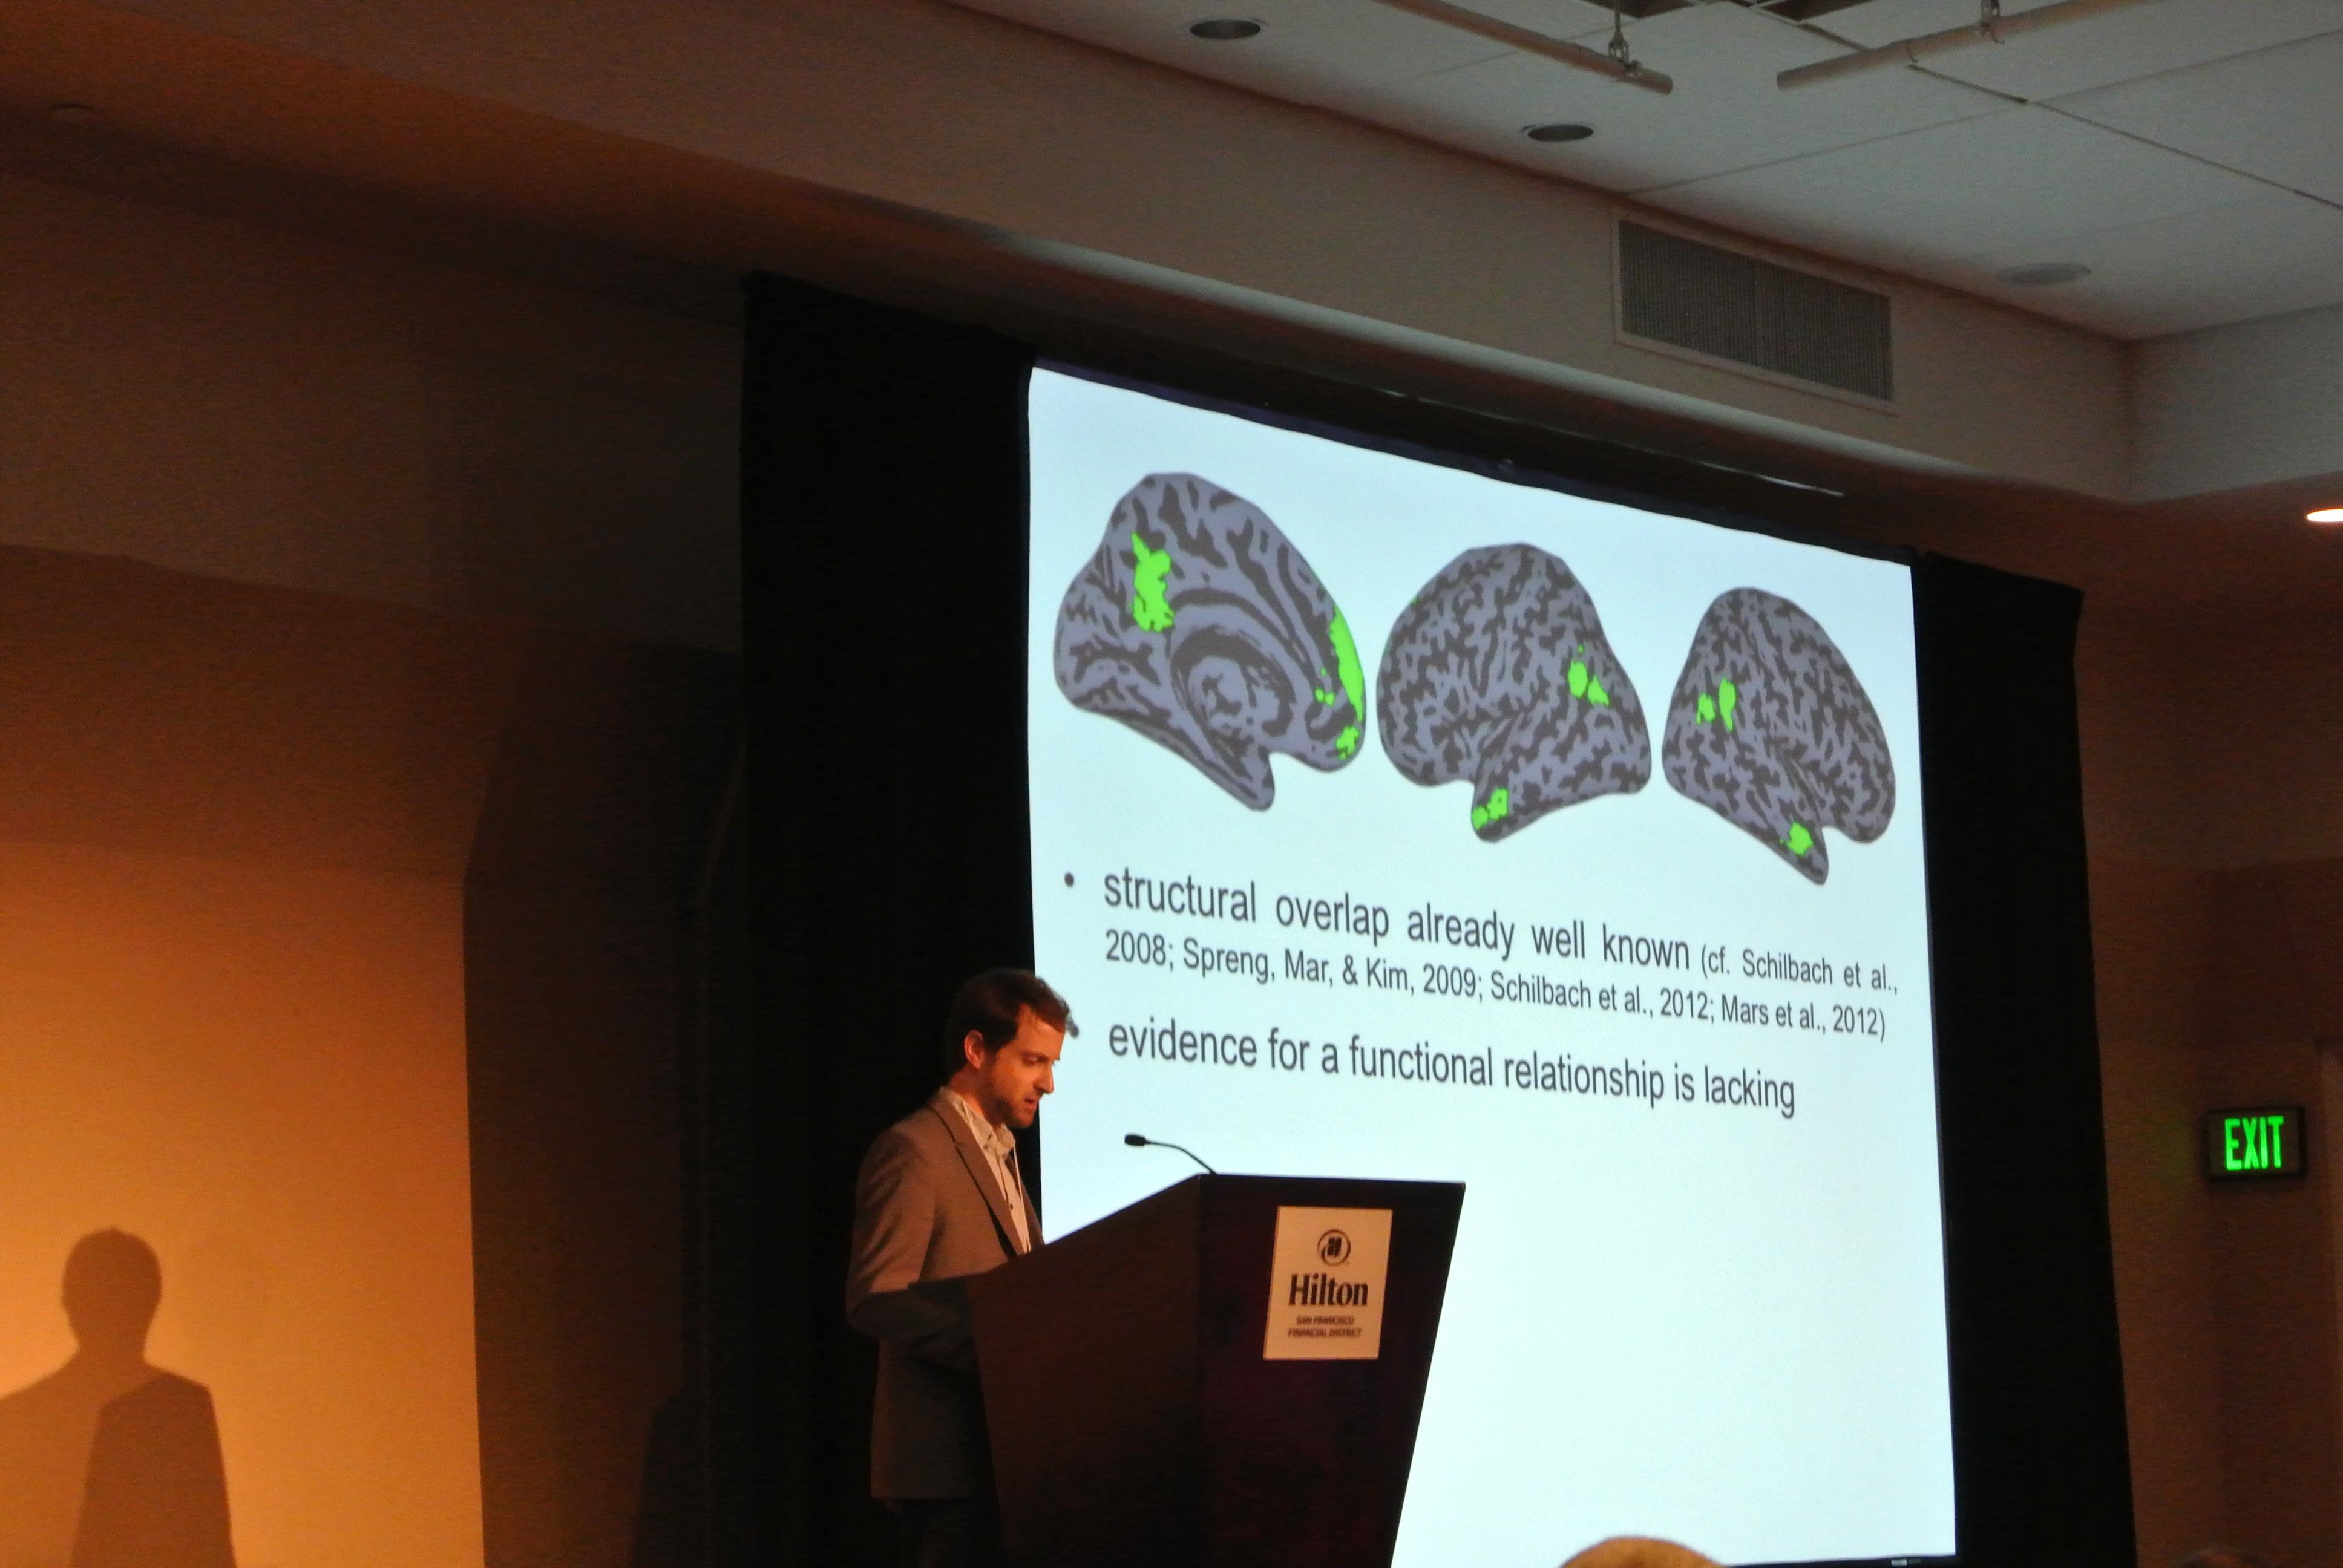 • structural overlap already well known (cf. Schilbach et al.,
2008; Spreng, Mar, & Kim, 2009; Schilbach et al., 2012; Mars et al., 2012)
evidence for a functional relationship is lacking
EXIT
Hilton
SAN FRANCISCO
FINANCIAL DISTRICT